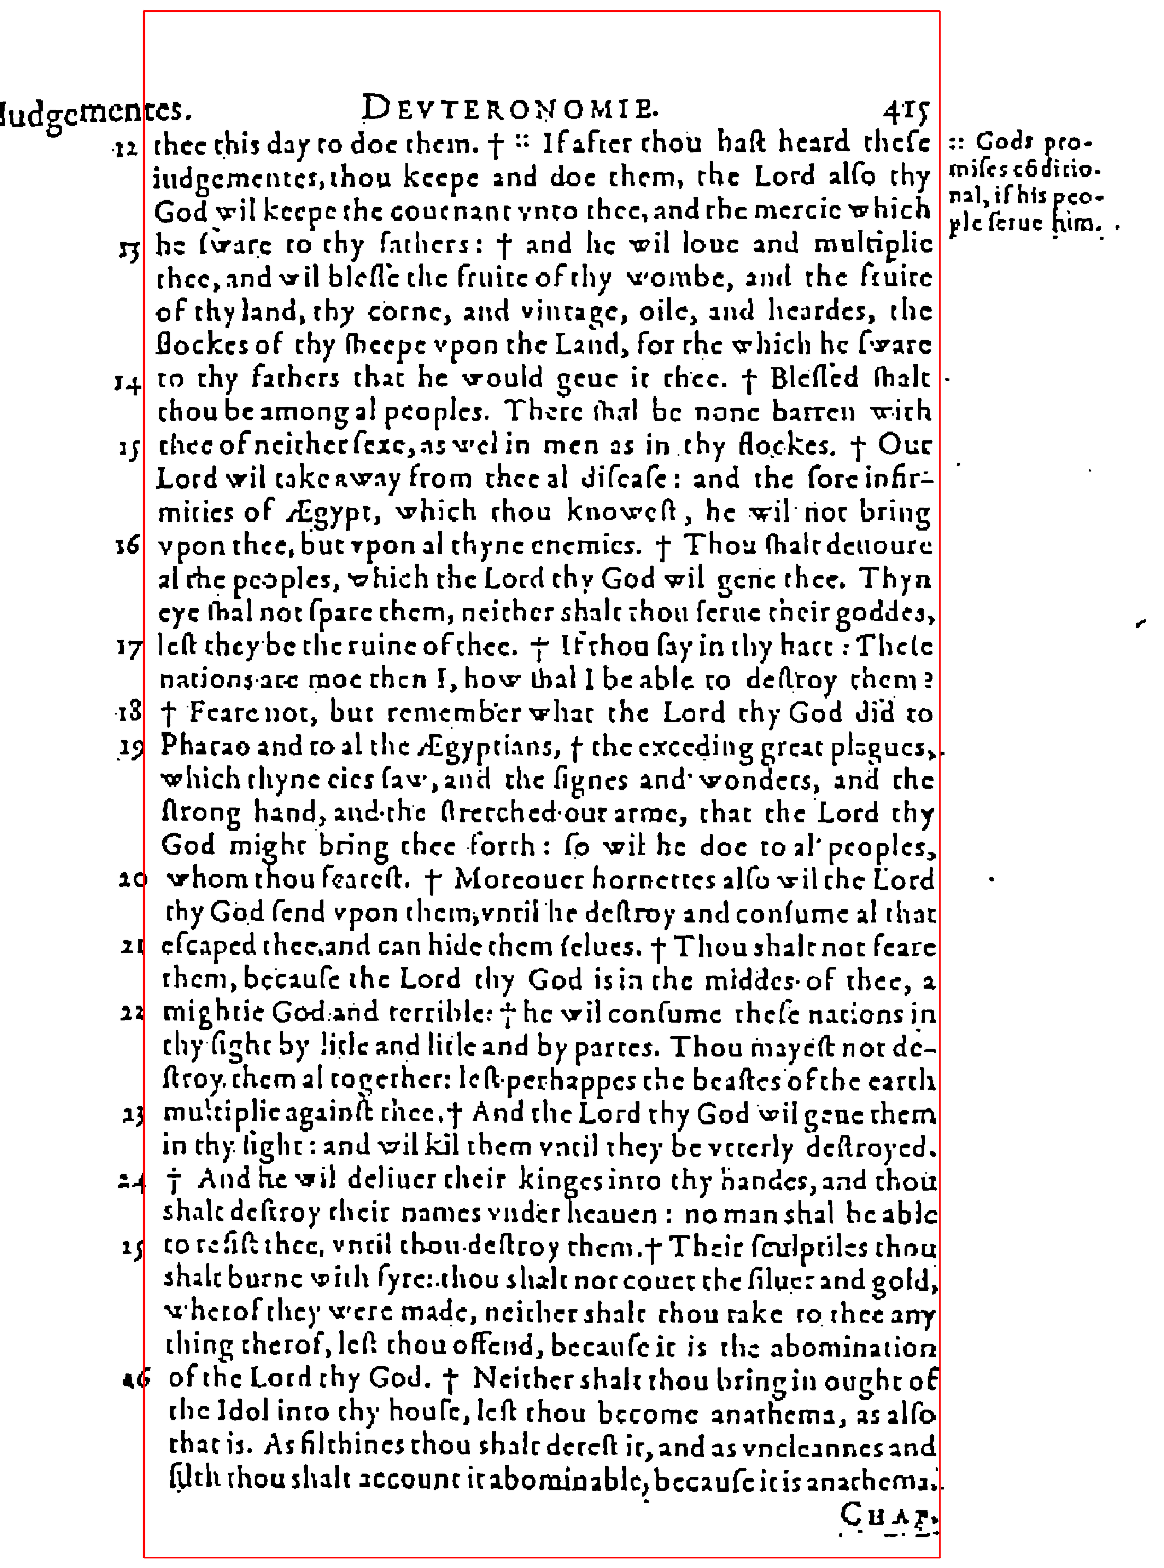 Iudgementes. DEVTERONOMIE. 415
12 thee this day to doe them. † :: If after thou haſt heard theſe
iudgementes, thou keepe and doe them, the Lord alſo thy
God wil keepe the couenant vnto thee, and the mercie which
13 he ſware to thy fathers: † and he wil loue and multiplie
thee, and wil bleſſe the fruite of thy wombe, and the fruite
of thy land, thy corne, and vintage, oile, and heardes, the
flockes of thy ſheepe vpon the Land, for the which he ſware
14 to thy fathers that he would geue it thee. † Bleſſed ſhalt
thou be among al peoples. There ſhal be none barren with
15 thee of neither ſexe, as wel in men as in thy flockes. † Our
Lord wil take away from thee al diſeaſe: and the ſore infir-
mities of Ægypt, which thou knoweſt, he wil not bring
16 vpon thee, but vpon al thyne enemies. † Thou ſhalt deuoure
al the peoples, which the Lord thy God wil geue thee. Thyn
eye ſhal not ſpare them, neither shalt thou ſerue their goddes,
17 leſt they be the ruine of thee. † If thou ſay in thy hart: Theſe
nations are moe then I, how ſhal I be able to deſtroy them?
18 † Feare not, but remember what the Lord thy God did to
19 Pharao and to al the Ægyptians, † the exceding great plagues,
which thyne eies ſaw, and the ſignes and wonders, and the
ſtrong hand, and the ſtretched out arme, that the Lord thy
God might bring thee forth: ſo wil he doe to al peoples,
20 whom thou feareſt. † Moreouer hornettes alſo wil the Lord
thy God ſend vpon them, vntil he deſtroy and conſume al that
21 eſcaped thee, and can hide them ſelues. † Thou shalt not feare
them, becauſe the Lord thy God is in the middes of thee, a
22 mightie God and terrible: † he wil conſume theſe nations in
thy ſight by litle and litle and by partes. Thou mayeſt not de-
ſtroy them al together: leſt perhappes the beaſtes of the earth
23 multiplie againſt thee. † And the Lord thy God wil geue them
in thy ſight: and wil kil them vntil they be vtterly deſtroyed.
24 † And he wil deliuer their kinges into thy handes, and thou
shalt deſtroy their names vnder heauen: no man shal be able
25 to reſiſt thee, vntil thou deſtroy them. † Their ſculptiles thou
shalt burne with fyre: thou shalt not couet the ſiluer and gold,
wherof they were made, neither shalt thou take to thee any
thing therof, leſt thou offend, becauſe it is the abomination
26 of the Lord thy God. † Neither shalt thou bring in ought of
the Idol into thy houſe, leſt thou become anathema, as alſo
that is. As filthines thou shalt deteſt it, and as vncleannes and
filth thou shalt account it abominable, becauſe it is anathema.
CHAP.
:: Gods pro-
miſes cõditio-
nal, if his peo-
ple ſerue him.